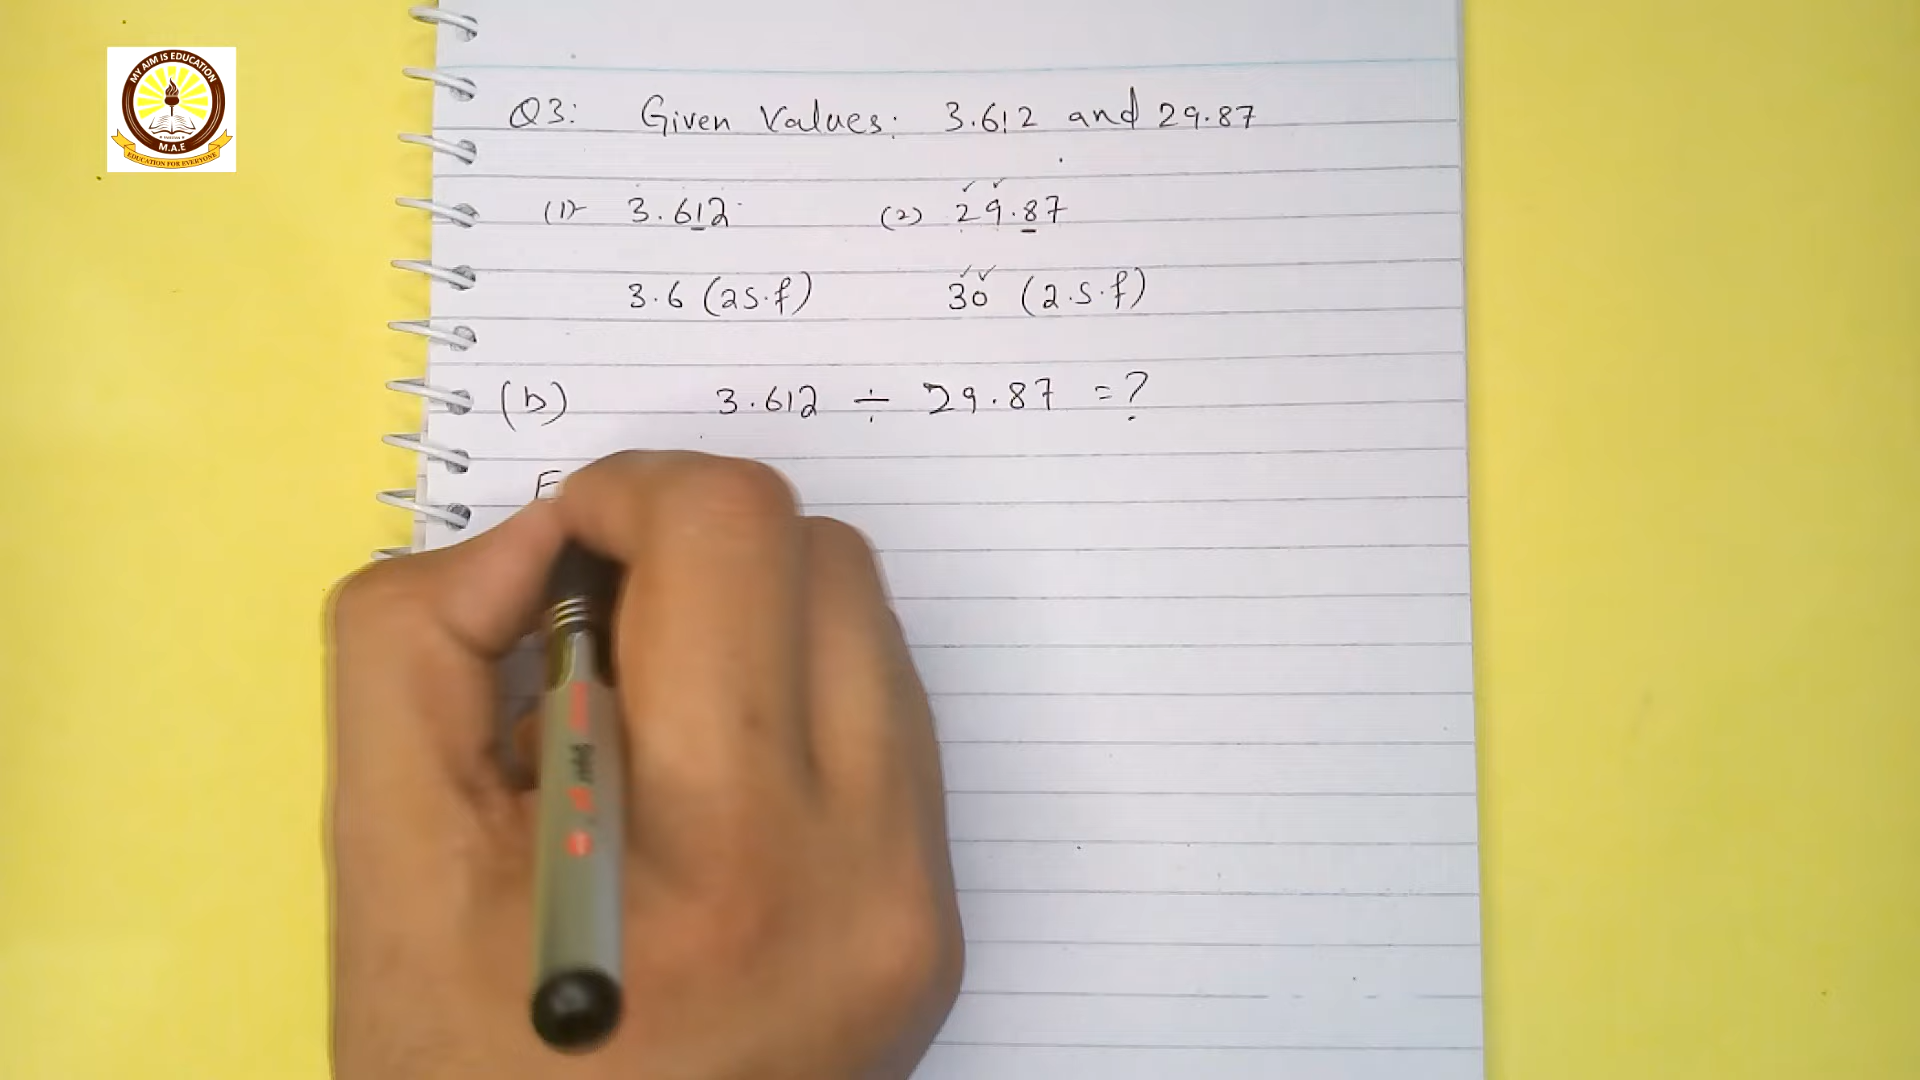 MY AIM IS EDUCATION
M.A.E
EDUCATION FOR EVERYONE
Q3: Given Values: 3.612 and 29.87
(1) 3.612 (2) 29.87
3.6 (2s.f) 30 (2.s.f)
(b) 3.612 ÷ 29.87 = ?